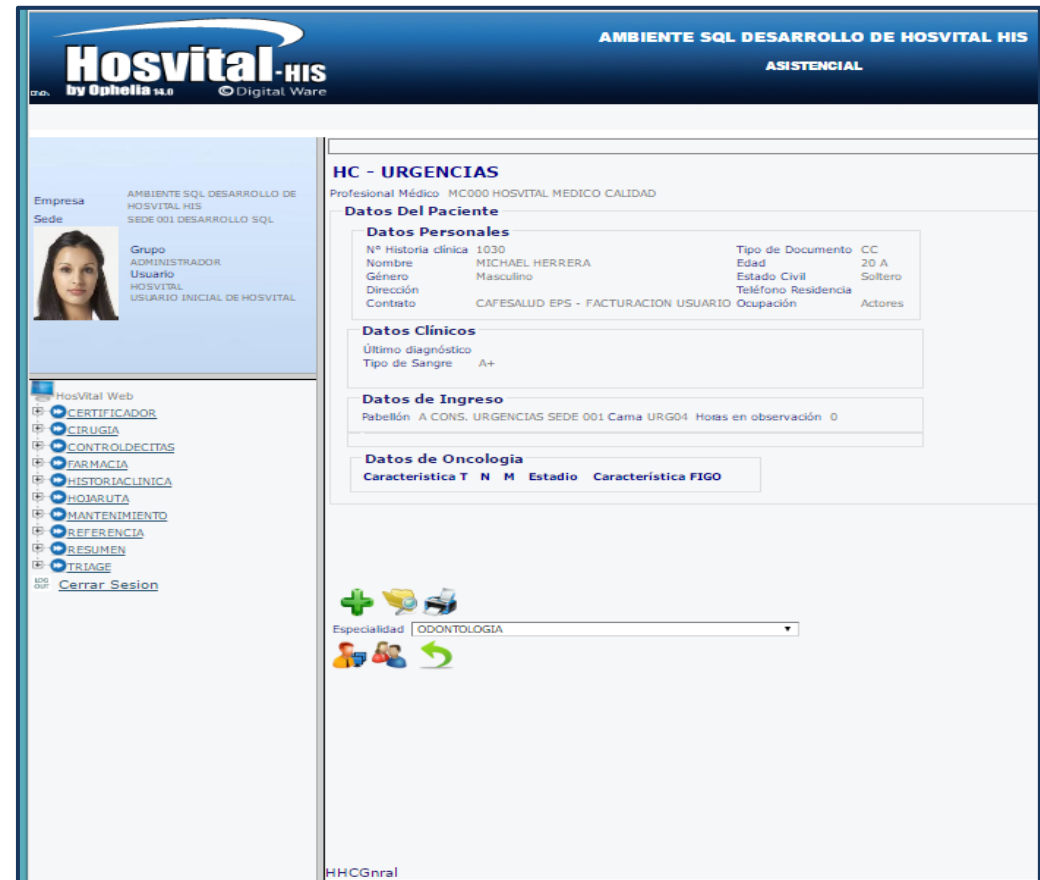 AMBIENTE SQL DESARROLLO DE HOSVITAL HIS
ASISTENCIAL
Hosvital-HIS
by Ophelia 14.0 ©Digital Ware
Empresa AMBIENTE SQL DESARROLLO DE HOSVITAL HIS
Sede SEDE 001 DESARROLLO SQL
Grupo
ADMINISTRADOR
Usuario
HOSVITAL
USUARIO INICIAL DE HOSVITAL
HosVital Web
CERTIFICADOR
CIRUGIA
CONTROLDECITAS
FARMACIA
HISTORIACLINICA
HOJARUTA
MANTENIMIENTO
REFERENCIA
RESUMEN
TRIAGE
LOG OUT Cerrar Sesion
HC - URGENCIAS
Profesional Médico MC000 HOSVITAL MEDICO CALIDAD
Datos Del Paciente
Datos Personales
Nº Historia clínica 1030 Tipo de Documento CC
Nombre MICHAEL HERRERA Edad 20 A
Género Masculino Estado Civil Soltero
Dirección Teléfono Residencia
Contrato CAFESALUD EPS - FACTURACION USUARIO Ocupación Actores
Datos Clínicos
Último diagnóstico
Tipo de Sangre A+
Datos de Ingreso
Pabellón A CONS. URGENCIAS SEDE 001 Cama URG04 Horas en observación 0
Datos de Oncologia
Caracteristica T N M Estadio Característica FIGO
Especialidad ODONTOLOGIA
HHCGnral